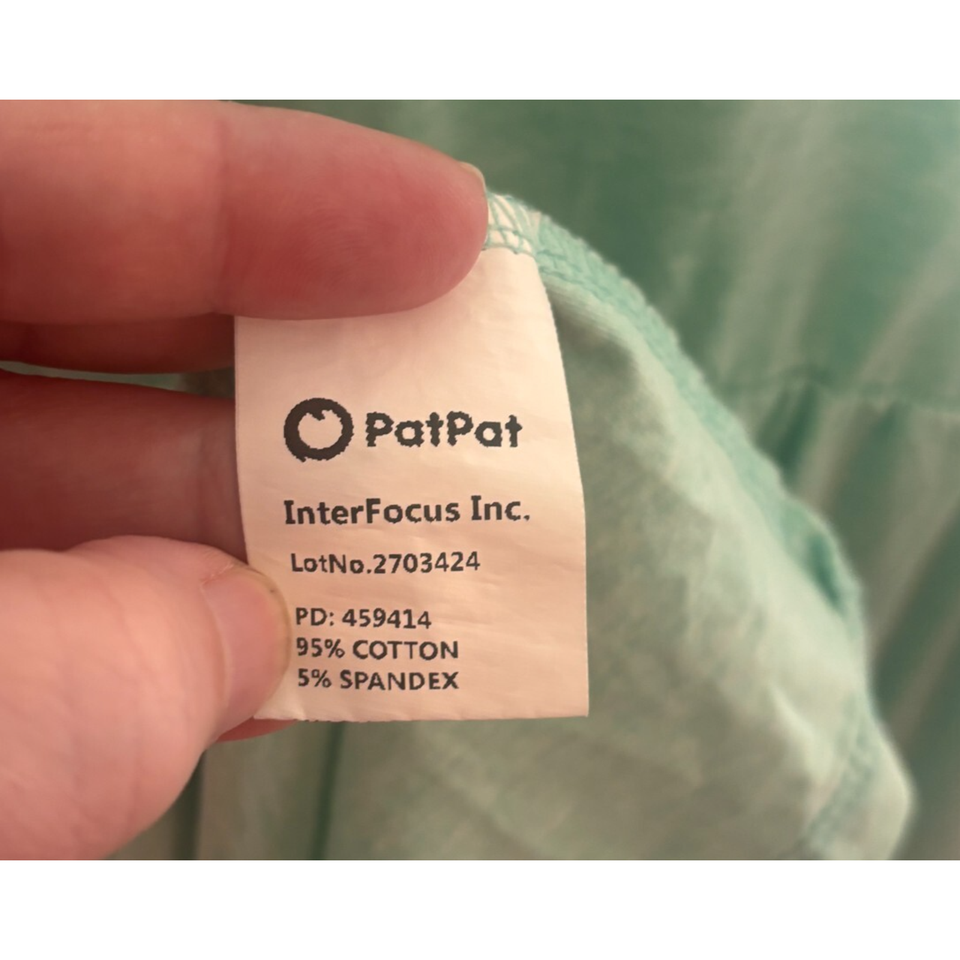 PatPat
InterFocus Inc.
LotNo.2703424
PD: 459414
95% COTTON
5% SPANDEX